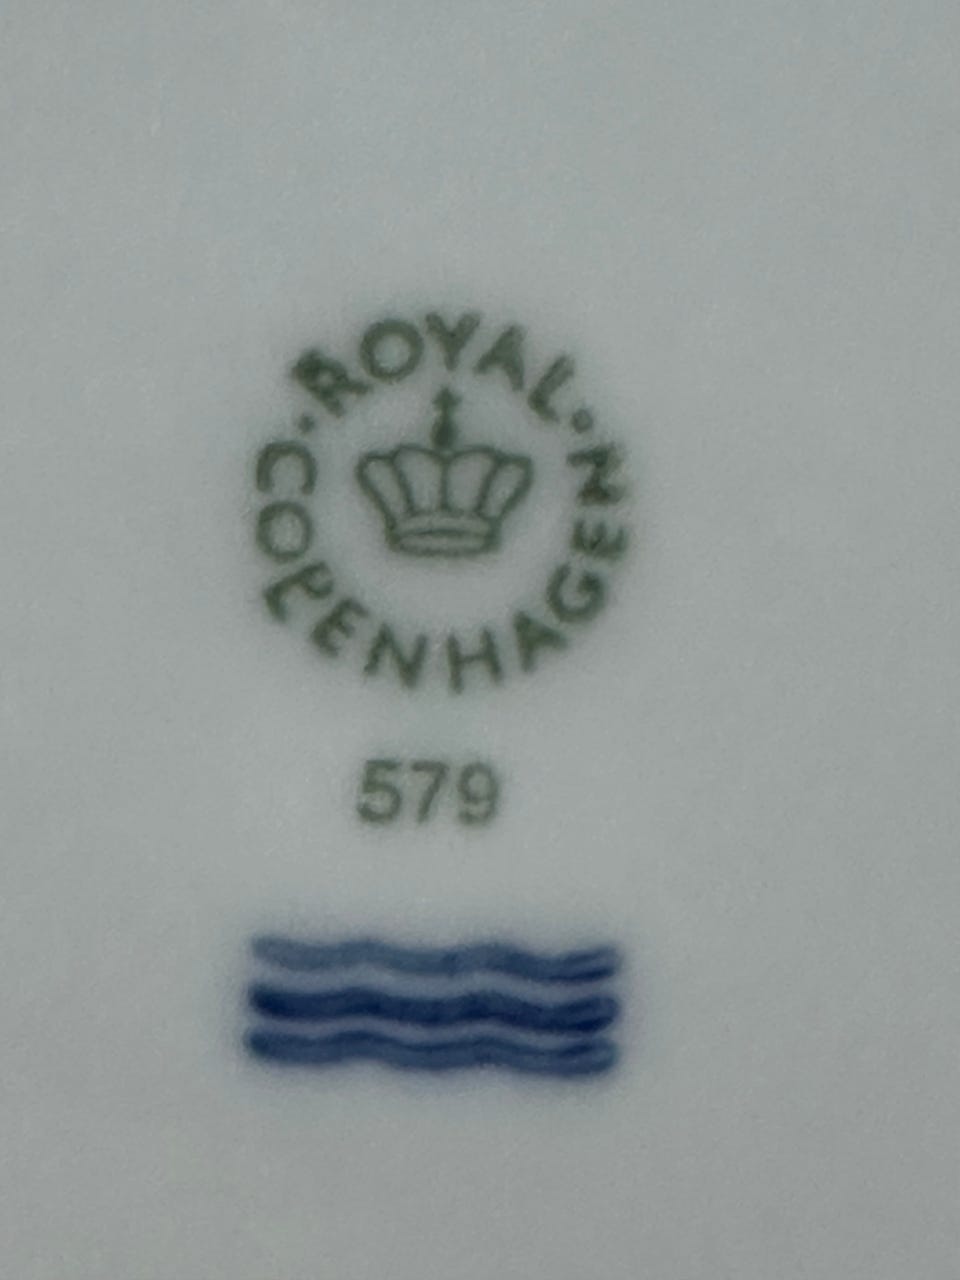 ROYAL · COPENHAGEN ·
579